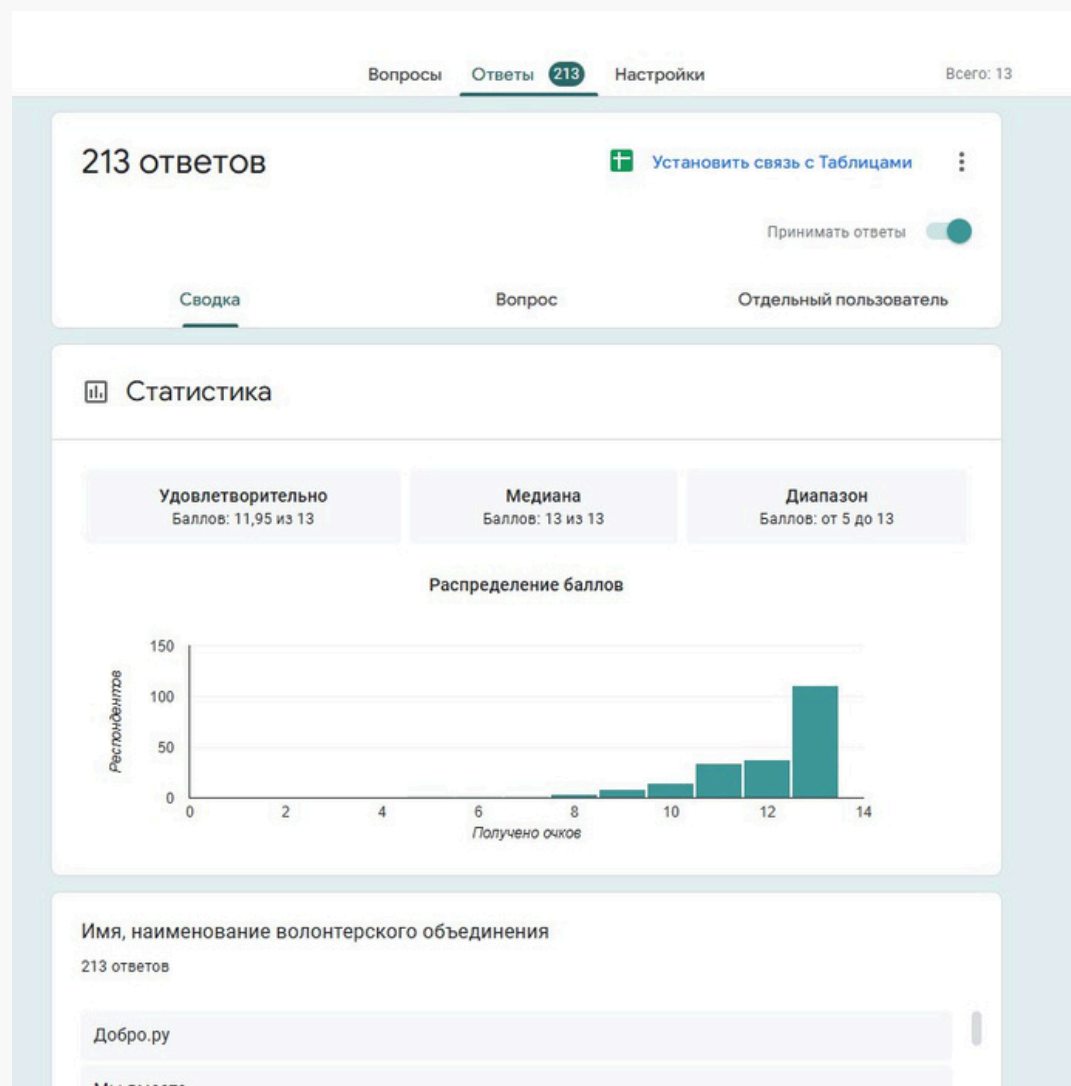 Вопросы Ответы 213 Настройки Всего: 13
213 ответов
Установить связь с Таблицами
Принимать ответы
Сводка Вопрос Отдельный пользователь
Статистика
Удовлетворительно Медиана Диапазон
Баллов: 11,95 из 13 Баллов: 13 из 13 Баллов: от 5 до 13
Распределение баллов
Респондентов
150
100
50
0
0 2 4 6 8 10 12 14
Получено очков
Имя, наименование волонтерского объединения
213 ответов
Добро.ру